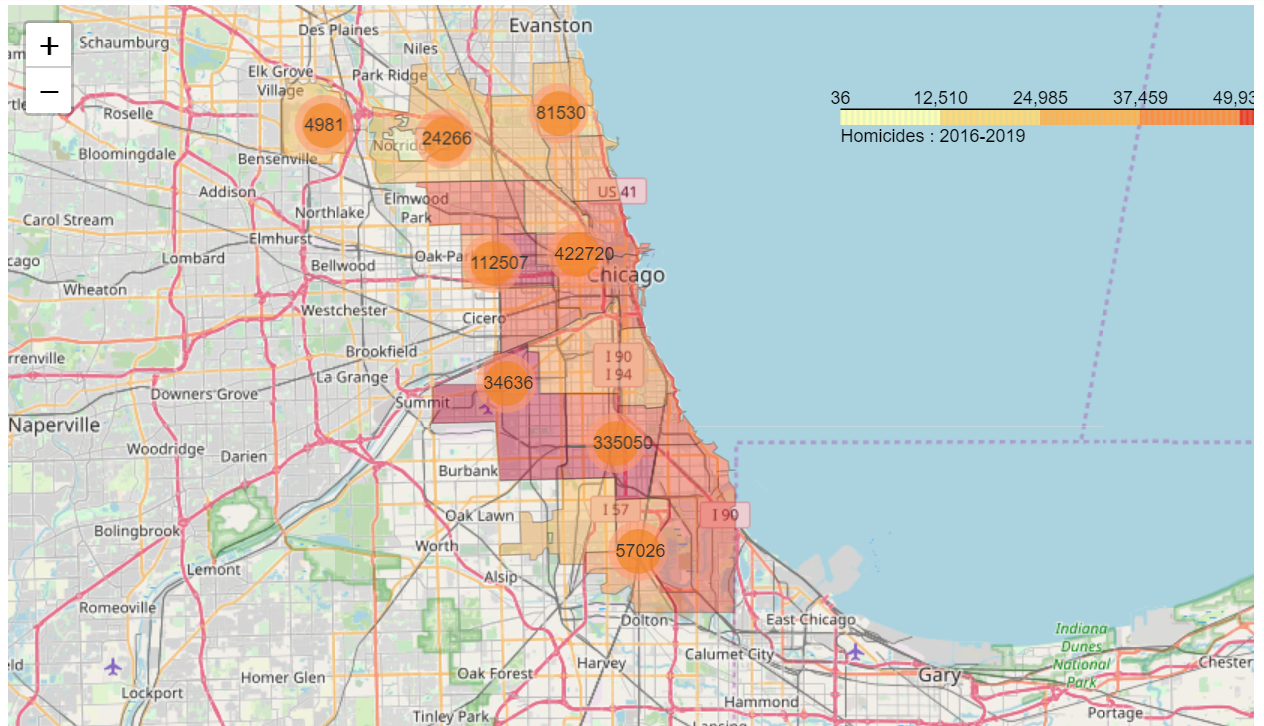 Evanston
Des Plaines
Schaumburg
+
Niles
Elk Grove
Village
Park Ridge
−
36
12,510
24,985
37,459
Homicides : 2016-2019
Roselle
4981
24266
81530
Bloomingdale
Bensenville
Addison
Elmwood
Park
US 41
Northlake
Carol Stream
Elmhurst
Lombard
Bellwood
112507
422720
Chicago
Wheaton
Westchester
Cicero
Brookfield
I 90
I 94
La Grange
34636
Downers Grove
Summit
Naperville
335050
Woodridge
Darien
Burbank
I 57
I 90
Oak Lawn
Bolingbrook
Worth
57026
Lemont
Alsip
Romeoville
Dolton
East Chicago
Indiana
Dunes
National
Park
Calumet City
Harvey
Oak Forest
Homer Glen
Gary
Chester
Lockport
Hammond
Tinley Park
Portage